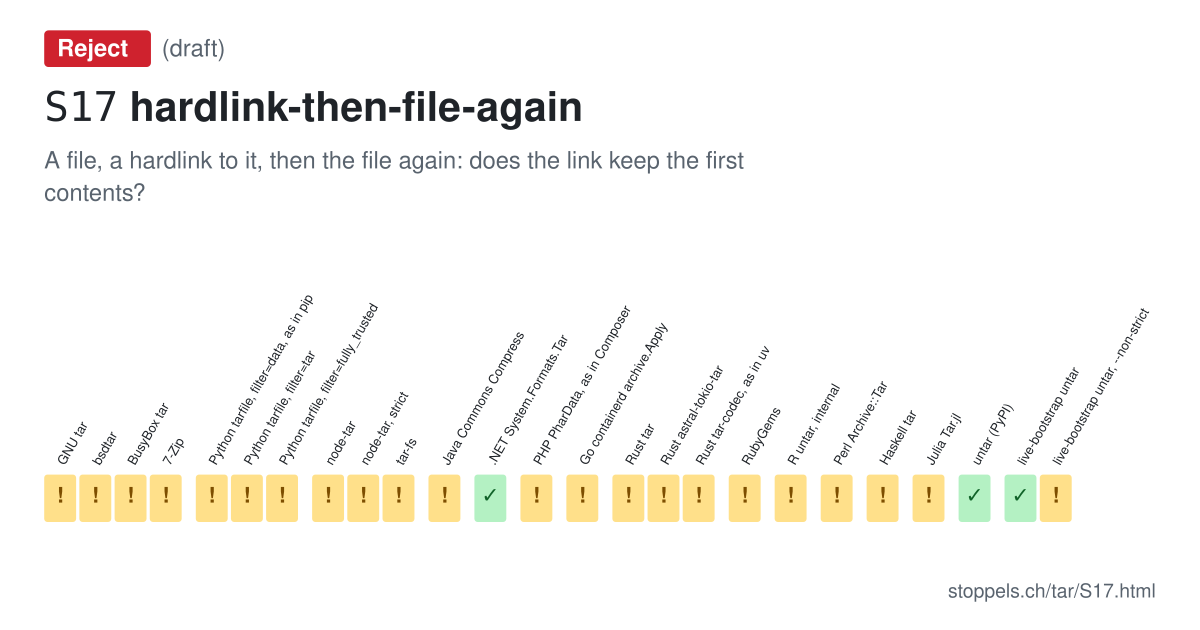 Reject (draft)
S17 hardlink-then-file-again
A file, a hardlink to it, then the file again: does the link keep the first
contents?
GNU tar
bsdtar
BusyBox tar
7-Zip
Python tarfile, filter=data, as in pip
Python tarfile, filter=tar
Python tarfile, filter=fully_trusted
node-tar
node-tar, strict
tar-fs
Java Commons Compress
.NET System.Formats.Tar
PHP PharData, as in Composer
Go containerd archive.Apply
Rust tar
Rust astral-tokio-tar
Rust tar-codec, as in uv
RubyGems
R untar, internal
Perl Archive::Tar
Haskell tar
Julia Tar.jl
untar (PyPI)
live-bootstrap untar
live-bootstrap untar, --non-strict
! ! ! ! ! ! ! ! ! ! ! ✓ ! ! ! ! ! ! ! ! ! ! ✓ ✓ !
stoppels.ch/tar/S17.html